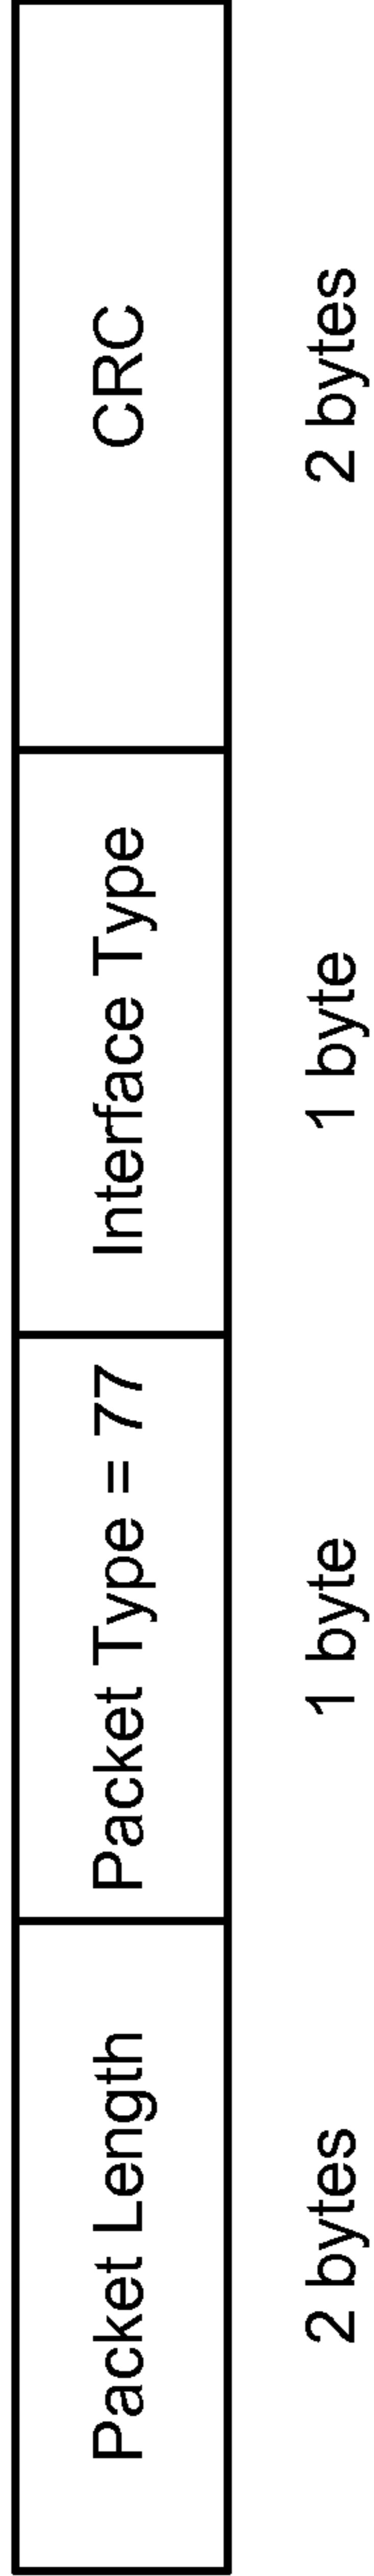 Packet Length
Packet Type = 77
Interface Type
CRC
2 bytes
1 byte
1 byte
2 bytes